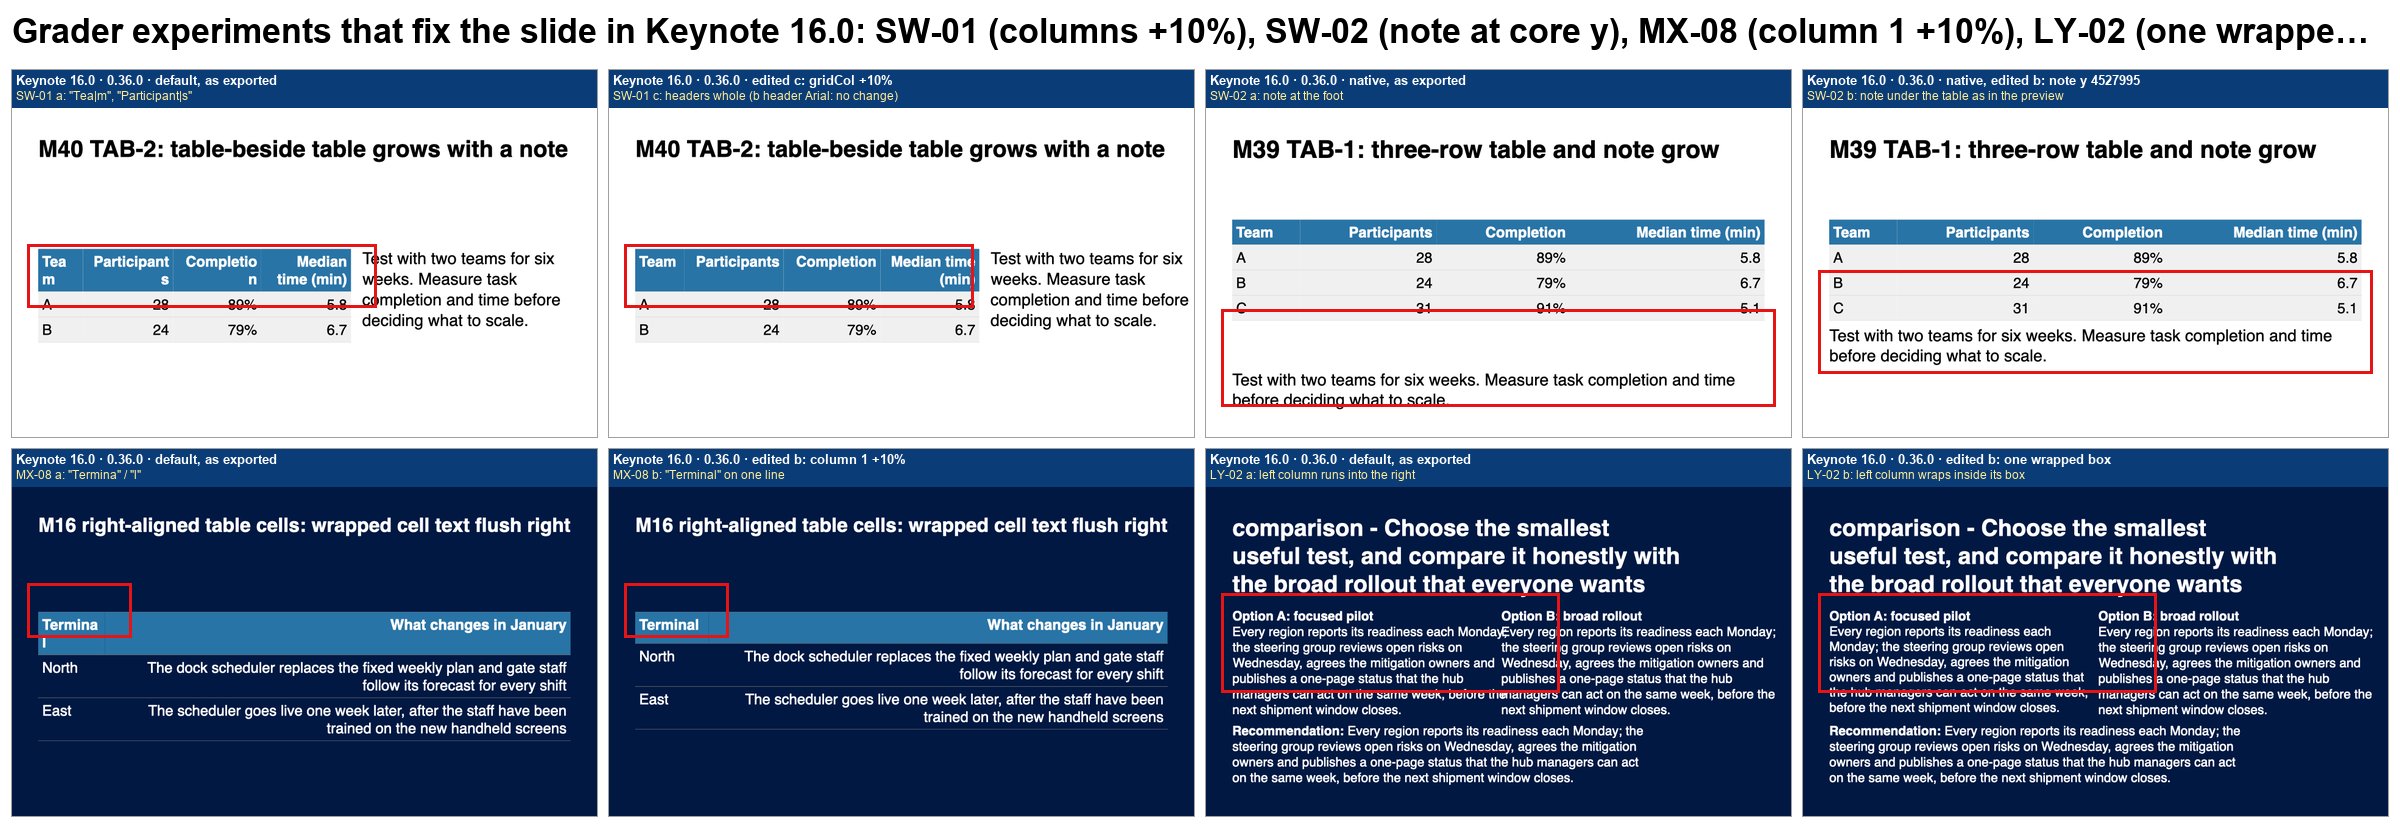 Grader experiments that fix the slide in Keynote 16.0: SW-01 (columns +10%), SW-02 (note at core y), MX-08 (column 1 +10%), LY-02 (one wrappe…
Keynote 16.0 · 0.36.0 · default, as exported
SW-01 a: "Tea|m", "Participant|s"
M40 TAB-2: table-beside table grows with a note
Tea Participant Completio Median
m s n time (min)
A 28 89% 5.8
B 24 79% 6.7
Test with two teams for six
weeks. Measure task
completion and time before
deciding what to scale.
Keynote 16.0 · 0.36.0 · edited c: gridCol +10%
SW-01 c: headers whole (b header Arial: no change)
M40 TAB-2: table-beside table grows with a note
Team Participants Completion Median time
(min)
A 28 89% 5.8
B 24 79% 6.7
Test with two teams for six
weeks. Measure task
completion and time before
deciding what to scale.
Keynote 16.0 · 0.36.0 · native, as exported
SW-02 a: note at the foot
M39 TAB-1: three-row table and note grow
Team Participants Completion Median time (min)
A 28 89% 5.8
B 24 79% 6.7
C 31 91% 5.1
Test with two teams for six weeks. Measure task completion and time
before deciding what to scale.
Keynote 16.0 · 0.36.0 · native, edited b: note y 4527995
SW-02 b: note under the table as in the preview
M39 TAB-1: three-row table and note grow
Team Participants Completion Median time (min)
A 28 89% 5.8
B 24 79% 6.7
C 31 91% 5.1
Test with two teams for six weeks. Measure task completion and time
before deciding what to scale.
Keynote 16.0 · 0.36.0 · default, as exported
MX-08 a: "Termina" / "l"
M16 right-aligned table cells: wrapped cell text flush right
Termina What changes in January
l
North The dock scheduler replaces the fixed weekly plan and gate staff
follow its forecast for every shift
East The scheduler goes live one week later, after the staff have been
trained on the new handheld screens
Keynote 16.0 · 0.36.0 · edited b: column 1 +10%
MX-08 b: "Terminal" on one line
M16 right-aligned table cells: wrapped cell text flush right
Terminal What changes in January
North The dock scheduler replaces the fixed weekly plan and gate staff
follow its forecast for every shift
East The scheduler goes live one week later, after the staff have been
trained on the new handheld screens
Keynote 16.0 · 0.36.0 · default, as exported
LY-02 a: left column runs into the right
comparison - Choose the smallest
useful test, and compare it honestly with
the broad rollout that everyone wants
Option A: focused pilot
Every region reports its readiness each Monday;
the steering group reviews open risks on
Wednesday, agrees the mitigation owners and
publishes a one-page status that the hub
managers can act on the same week, before the
next shipment window closes.
Option B: broad rollout
Every region reports its readiness each Monday;
the steering group reviews open risks on
Wednesday, agrees the mitigation owners and
publishes a one-page status that the hub
managers can act on the same week, before the
next shipment window closes.
Recommendation: Every region reports its readiness each Monday; the
steering group reviews open risks on Wednesday, agrees the mitigation
owners and publishes a one-page status that the hub managers can act
on the same week, before the next shipment window closes.
Keynote 16.0 · 0.36.0 · edited b: one wrapped box
LY-02 b: left column wraps inside its box
comparison - Choose the smallest
useful test, and compare it honestly with
the broad rollout that everyone wants
Option A: focused pilot
Every region reports its readiness each
Monday; the steering group reviews open
risks on Wednesday, agrees the mitigation
owners and publishes a one-page status that
the hub managers can act on the same week,
before the next shipment window closes.
Option B: broad rollout
Every region reports its readiness each Monday;
the steering group reviews open risks on
Wednesday, agrees the mitigation owners and
publishes a one-page status that the hub
managers can act on the same week, before the
next shipment window closes.
Recommendation: Every region reports its readiness each Monday; the
steering group reviews open risks on Wednesday, agrees the mitigation
owners and publishes a one-page status that the hub managers can act
on the same week, before the next shipment window closes.